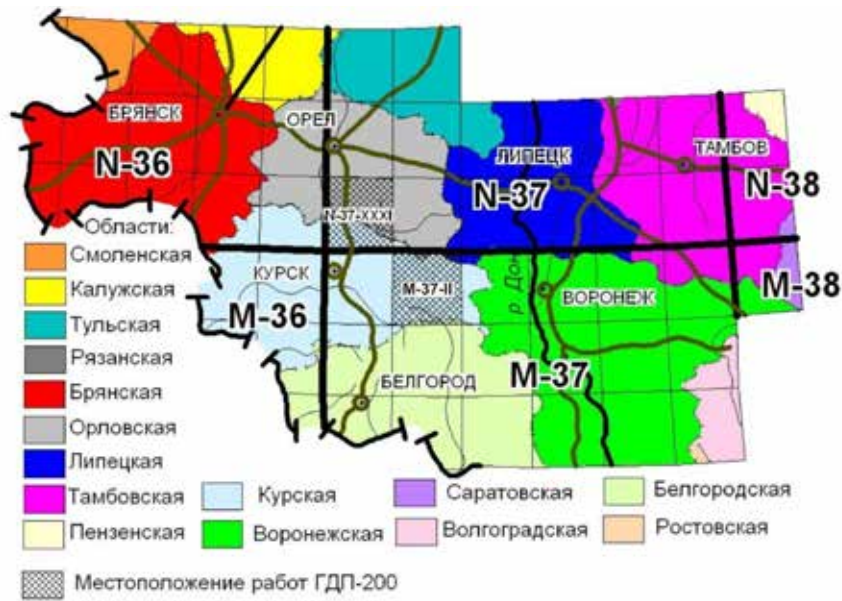 БРЯНСК
ОРЕЛ
ЛИПЕЦК
ТАМБОВ
N-36
N-37
N-38
N-37-XXXI
Области:
Смоленская
Калужская
Тульская
Рязанская
Брянская
Орловская
Липецкая
Тамбовская
Пензенская
КУРСК
M-37-II
р. Дон
ВОРОНЕЖ
M-38
M-36
M-37
БЕЛГОРОД
Курская
Воронежская
Саратовская
Волгоградская
Белгородская
Ростовская
Местоположение работ ГДП-200